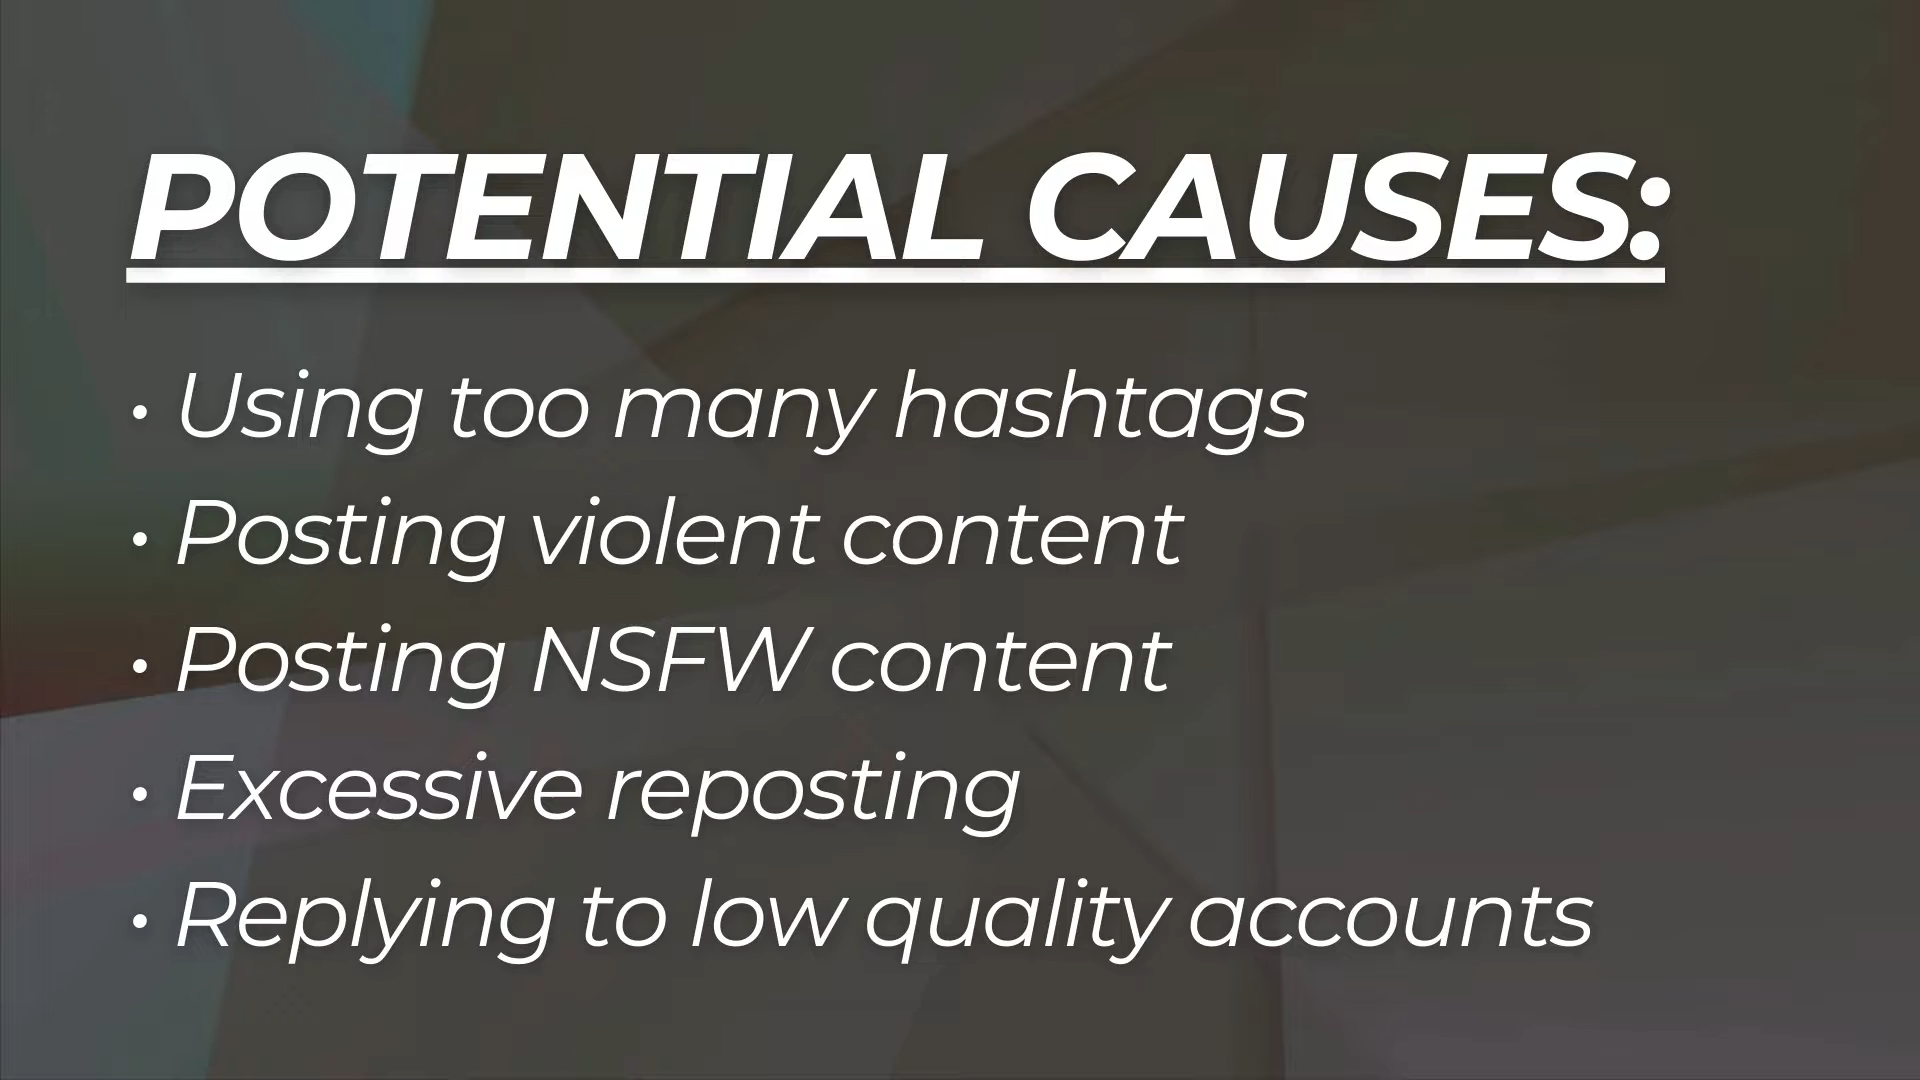 POTENTIAL CAUSES:
• Using too many hashtags
• Posting violent content
• Posting NSFW content
• Excessive reposting
• Replying to low quality accounts